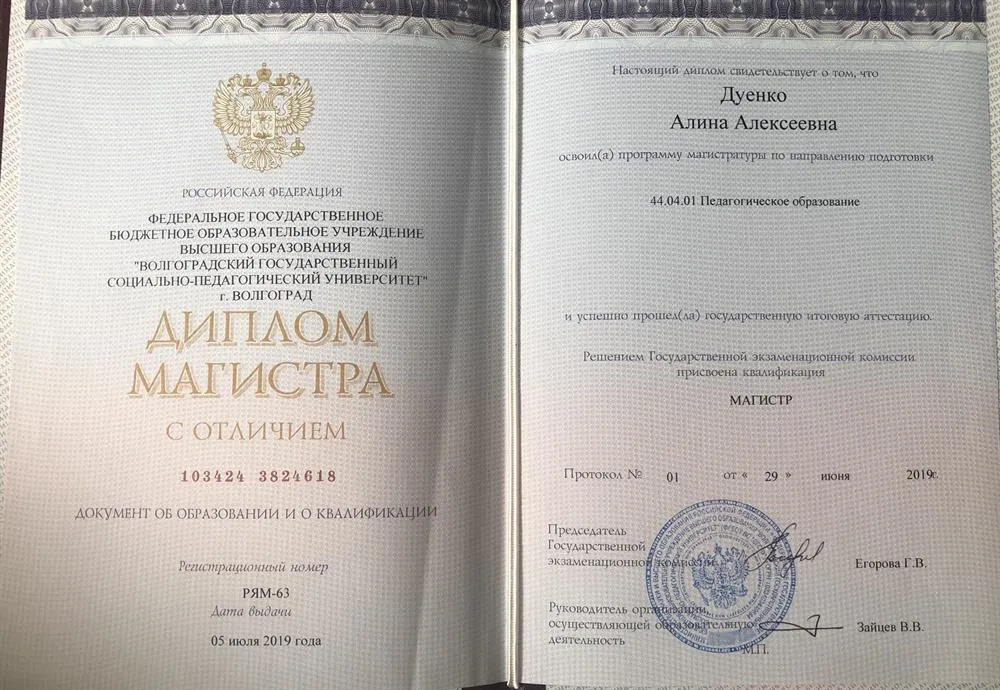 РОССИЙСКАЯ ФЕДЕРАЦИЯ
ФЕДЕРАЛЬНОЕ ГОСУДАРСТВЕННОЕ
БЮДЖЕТНОЕ ОБРАЗОВАТЕЛЬНОЕ УЧРЕЖДЕНИЕ
ВЫСШЕГО ОБРАЗОВАНИЯ
"ВОЛГОГРАДСКИЙ ГОСУДАРСТВЕННЫЙ
СОЦИАЛЬНО-ПЕДАГОГИЧЕСКИЙ УНИВЕРСИТЕТ"
г. ВОЛГОГРАД
ДИПЛОМ
МАГИСТРА
С ОТЛИЧИЕМ
103424 3824618
ДОКУМЕНТ ОБ ОБРАЗОВАНИИ И О КВАЛИФИКАЦИИ
Регистрационный номер
РЯМ-63
Дата выдачи
05 июля 2019 года
Настоящий диплом свидетельствует о том, что
Дуенко
Алина Алексеевна
освоил(а) программу магистратуры по направлению подготовки
44.04.01 Педагогическое образование
и успешно прошел(ла) государственную итоговую аттестацию.
Решением Государственной экзаменационной комиссии
присвоена квалификация
МАГИСТР
Протокол № 01 от « 29 » июня 2019г.
Председатель
Государственной
экзаменационной комиссии
Егорова Г.В.
Руководитель организации,
осуществляющей образовательную
деятельность
Зайцев В.В.
М.П.